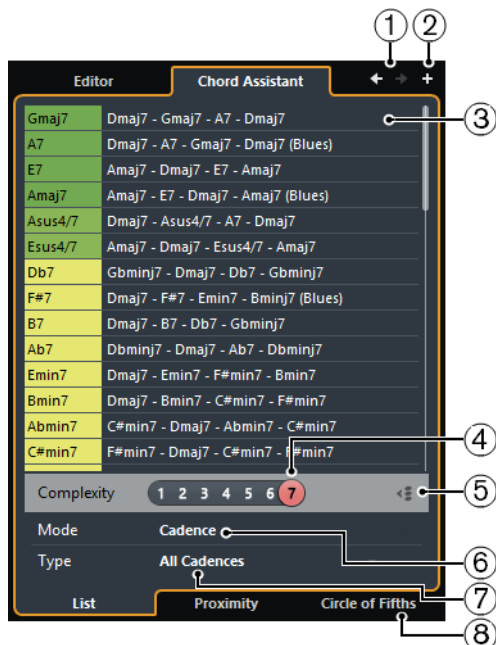 1 2
Editor Chord Assistant
Gmaj7 Dmaj7 - Gmaj7 - A7 - Dmaj7 3
A7 Dmaj7 - A7 - Gmaj7 - Dmaj7 (Blues)
E7 Amaj7 - Dmaj7 - E7 - Amaj7
Amaj7 Amaj7 - E7 - Dmaj7 - Amaj7 (Blues)
Asus4/7 Dmaj7 - Asus4/7 - A7 - Dmaj7
Esus4/7 Amaj7 - Dmaj7 - Esus4/7 - Amaj7
Db7 Gbminj7 - Dmaj7 - Db7 - Gbminj7
F#7 Dmaj7 - F#7 - Emin7 - Bminj7 (Blues)
B7 Dmaj7 - B7 - Db7 - Gbminj7
Ab7 Dbminj7 - Dmaj7 - Ab7 - Dbminj7
Emin7 Dmaj7 - Emin7 - F#min7 - Bmin7
Bmin7 Dmaj7 - Bmin7 - C#min7 - F#min7
Abmin7 C#min7 - Dmaj7 - Abmin7 - C#min7
C#min7 F#min7 - Dmaj7 - C#min7 - F#min7 4
Complexity 1 2 3 4 5 6 7 5
Mode Cadence 6
Type All Cadences 7
List Proximity Circle of Fifths
8